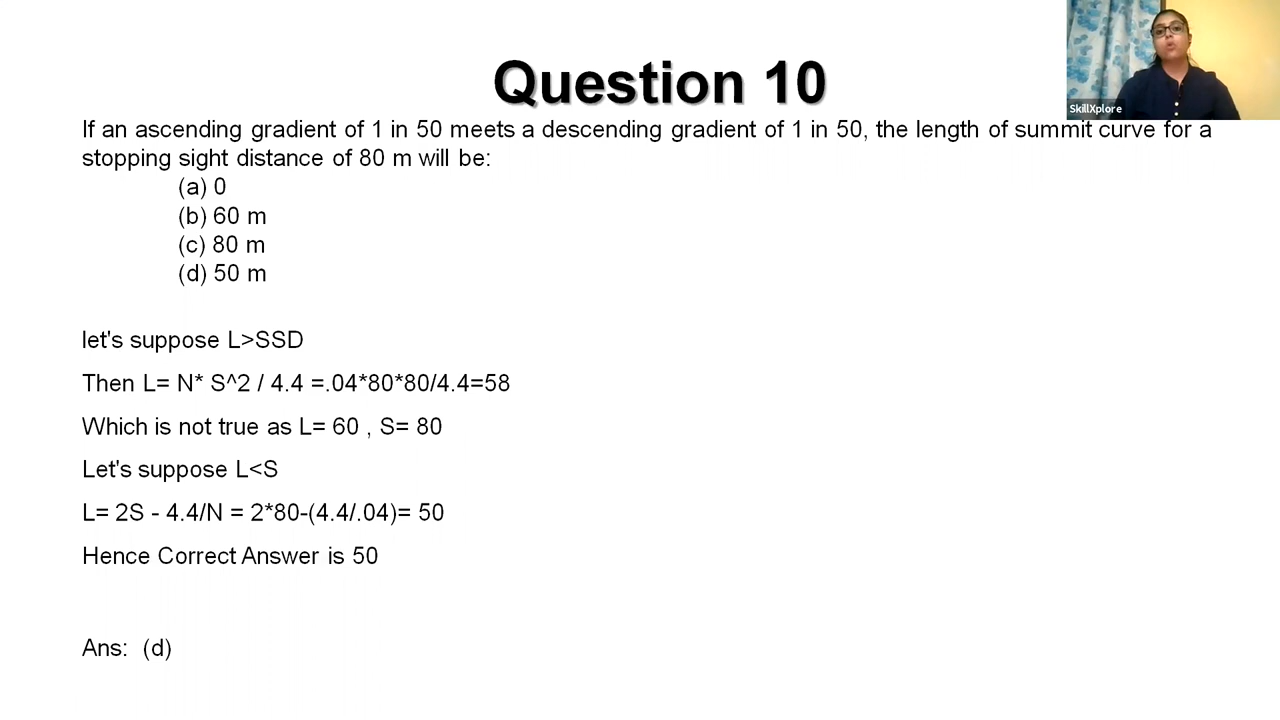 Question 10
SkillXplore
If an ascending gradient of 1 in 50 meets a descending gradient of 1 in 50, the length of summit curve for a
stopping sight distance of 80 m will be:
(a) 0
(b) 60 m
(c) 80 m
(d) 50 m
let's suppose L>SSD
Then L= N* S^2 / 4.4 =.04*80*80/4.4=58
Which is not true as L= 60 , S= 80
Let's suppose L<S
L= 2S - 4.4/N = 2*80-(4.4/.04)= 50
Hence Correct Answer is 50
Ans: (d)